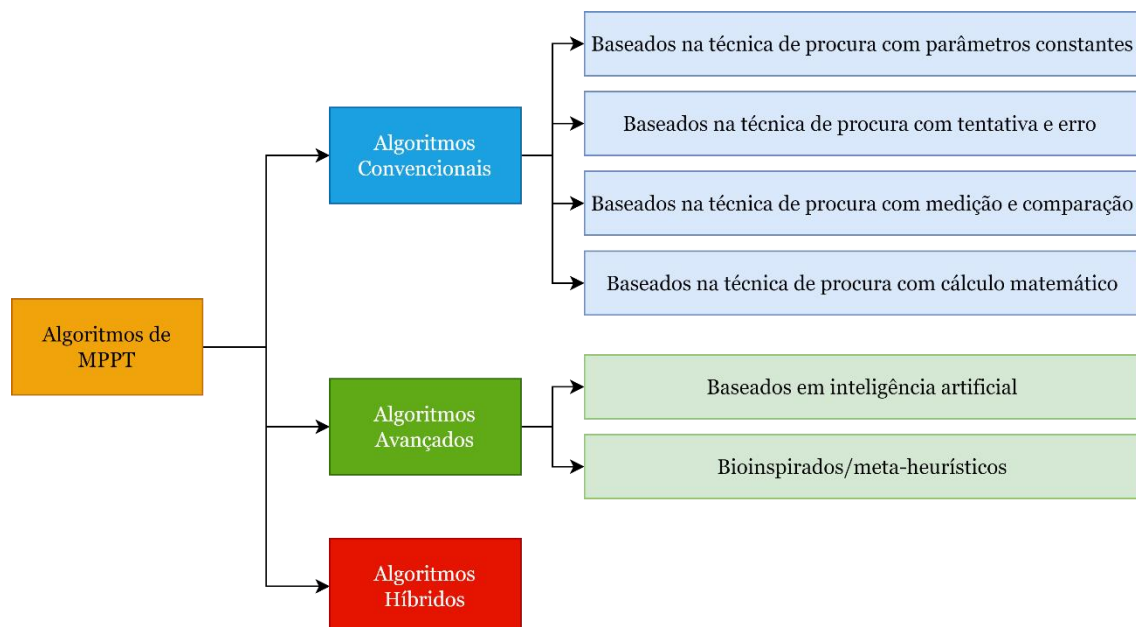 Baseados na técnica de procura com parâmetros constantes
Baseados na técnica de procura com tentativa e erro
Algoritmos
Convencionais
Baseados na técnica de procura com medição e comparação
Baseados na técnica de procura com cálculo matemático
Algoritmos de
MPPT
Baseados em inteligência artificial
Algoritmos
Avançados
Bioinspirados/meta-heurísticos
Algoritmos
Híbridos